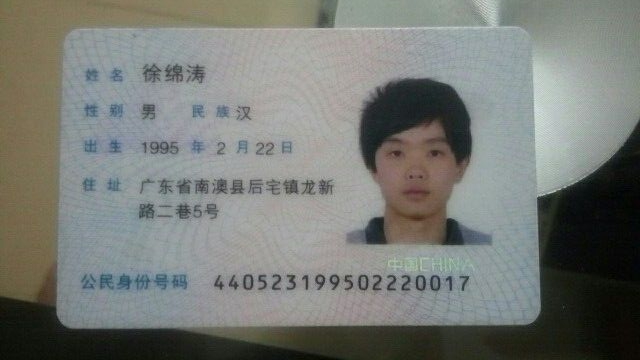 姓名 徐绵涛
性别 男 民族 汉
出生 1995 年 2 月 22 日
住址 广东省南澳县后宅镇龙新
路二巷5号
中国CHINA
公民身份号码 440523199502220017